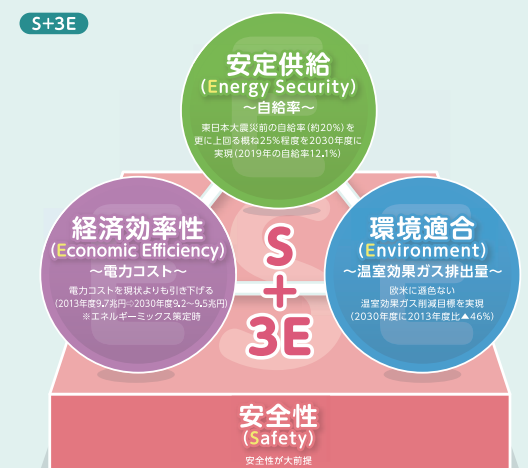 S+3E
安定供給
(Energy Security)
～自給率～
東日本大震災前の自給率(約20%)を
更に上回る概ね25%程度を2030年度に
実現(2019年の自給率12.1%)
経済効率性
(Economic Efficiency)
～電力コスト～
電力コストを現状よりも引き下げる
(2013年度9.7兆円⇨2030年度9.2～9.5兆円)
※エネルギーミックス策定時
S
+
3E
環境適合
(Environment)
～温室効果ガス排出量～
欧米に遜色ない
温室効果ガス削減目標を実現
(2030年度に2013年度比▲46%)
安全性
(Safety)
安全性が大前提